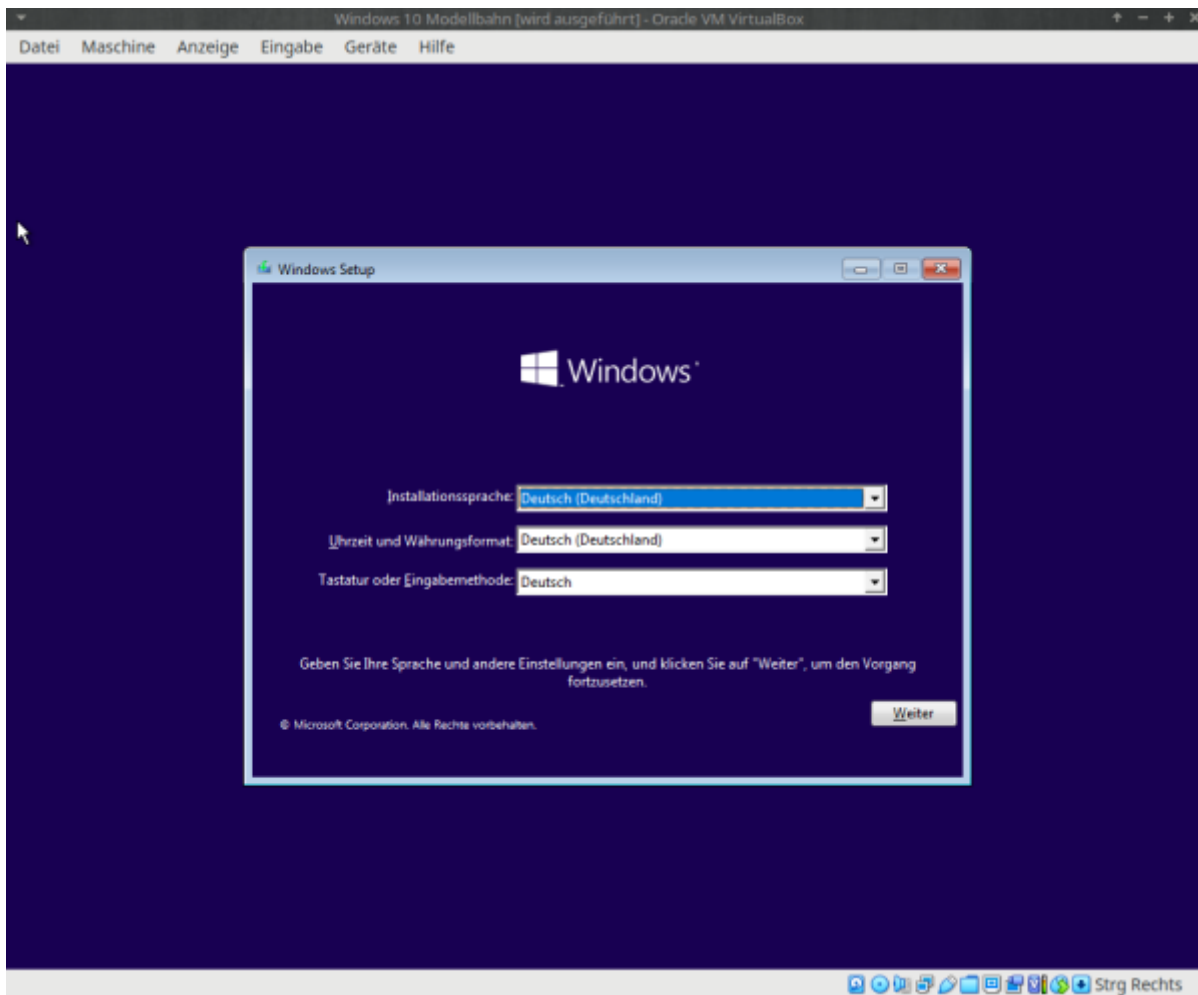 Windows 10 Modellbahn [wird ausgeführt] - Oracle VM VirtualBox
Datei Maschine Anzeige Eingabe Geräte Hilfe
Windows Setup
Windows
Installationssprache: Deutsch (Deutschland)
Uhrzeit und Währungsformat: Deutsch (Deutschland)
Tastatur oder Eingabemethode: Deutsch
Geben Sie Ihre Sprache und andere Einstellungen ein, und klicken Sie auf "Weiter", um den Vorgang
fortzusetzen.
Weiter
© Microsoft Corporation. Alle Rechte vorbehalten.
Strg Rechts